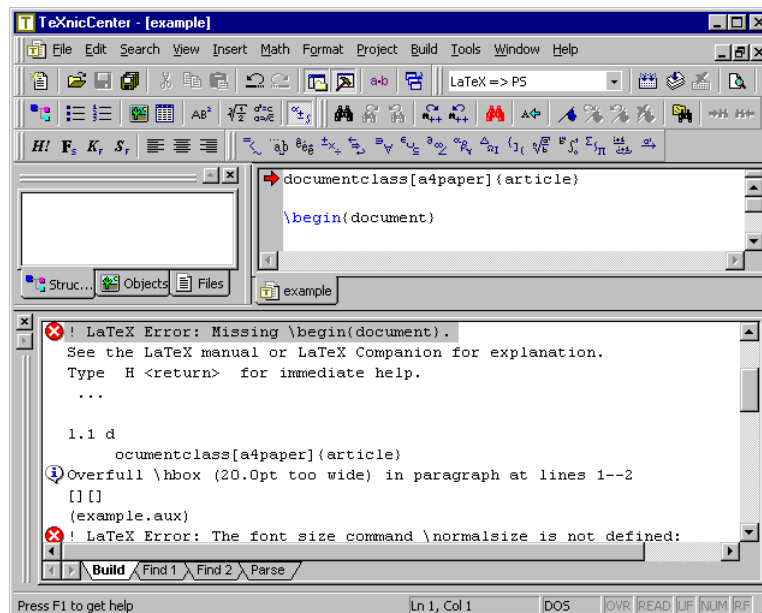 TeXnicCenter - [example]
File Edit Search View Insert Math Format Project Build Tools Window Help
LaTeX => PS
documentclass[a4paper]{article}
\begin{document}
Struc... Objects Files
example
! LaTeX Error: Missing \begin{document}.
See the LaTeX manual or LaTeX Companion for explanation.
Type  H <return>  for immediate help.
...
l.1 d
ocumentclass[a4paper]{article}
Overfull \hbox (20.0pt too wide) in paragraph at lines 1--2
[][]
(example.aux)
! LaTeX Error: The font size command \normalsize is not defined:
Build Find 1 Find 2 Parse
Press F1 to get help Ln 1, Col 1 DOS OVR READ LF NUM RF